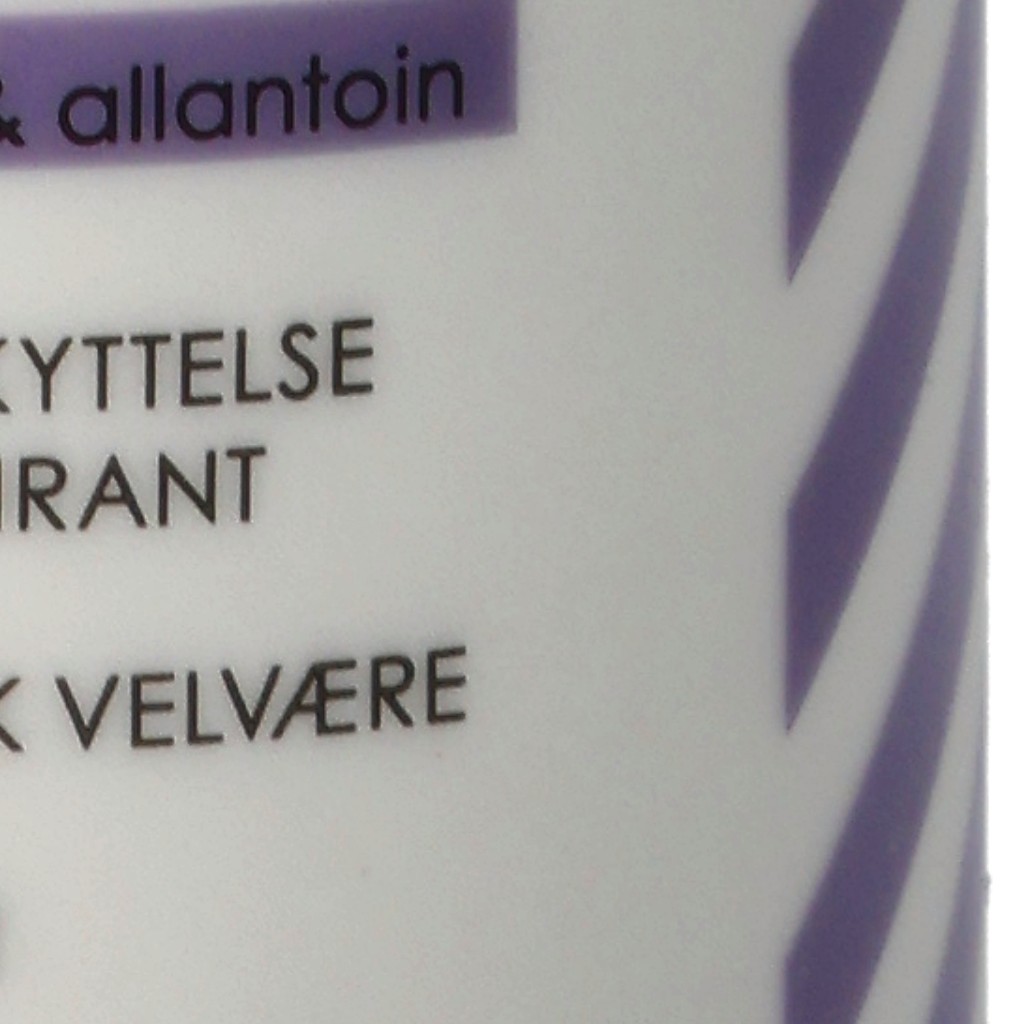 & allantoin
KYTTELSE
IRANT
K VELVÆRE